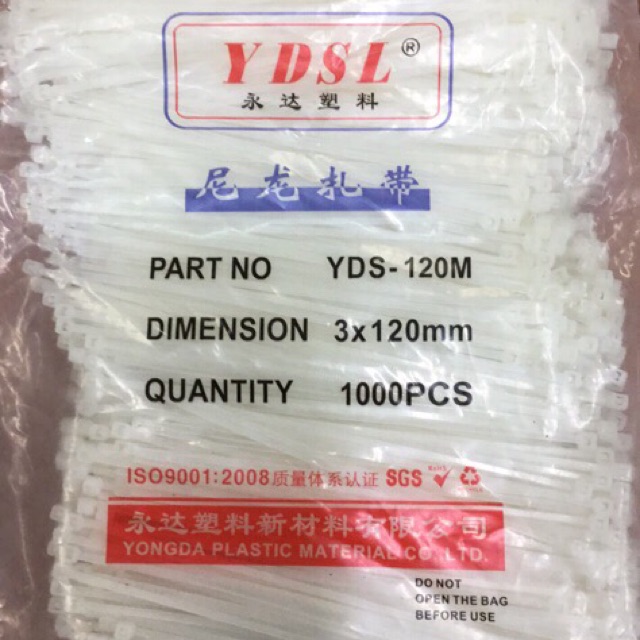 YDSL®
永达塑料
尼龙扎带
PART NO YDS-120M
DIMENSION 3x120mm
QUANTITY 1000PCS
ISO9001:2008质量体系认证 SGS RoHS
永达塑料新材料有限公司
YONGDA PLASTIC MATERIAL CO. LTD.
DO NOT
OPEN THE BAG
BEFORE USE